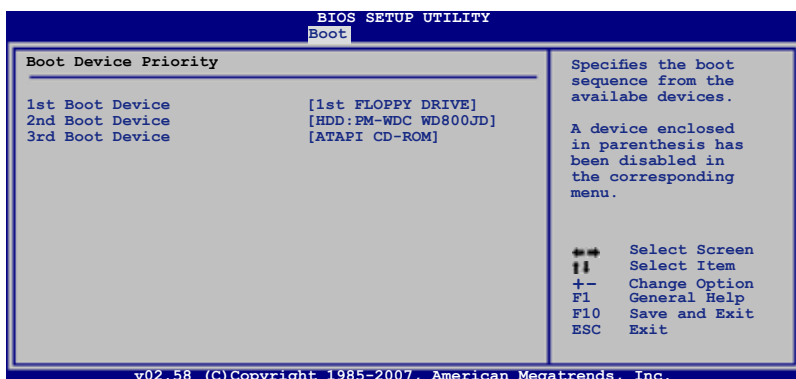 BIOS SETUP UTILITY
Boot
Boot Device Priority
1st Boot Device [1st FLOPPY DRIVE]
2nd Boot Device [HDD:PM-WDC WD800JD]
3rd Boot Device [ATAPI CD-ROM]
Specifies the boot
sequence from the
availabe devices.
A device enclosed
in parenthesis has
been disabled in
the corresponding
menu.
←→ Select Screen
↑↓ Select Item
+- Change Option
F1 General Help
F10 Save and Exit
ESC Exit
v02.58 (C)Copyright 1985-2007, American Megatrends, Inc.